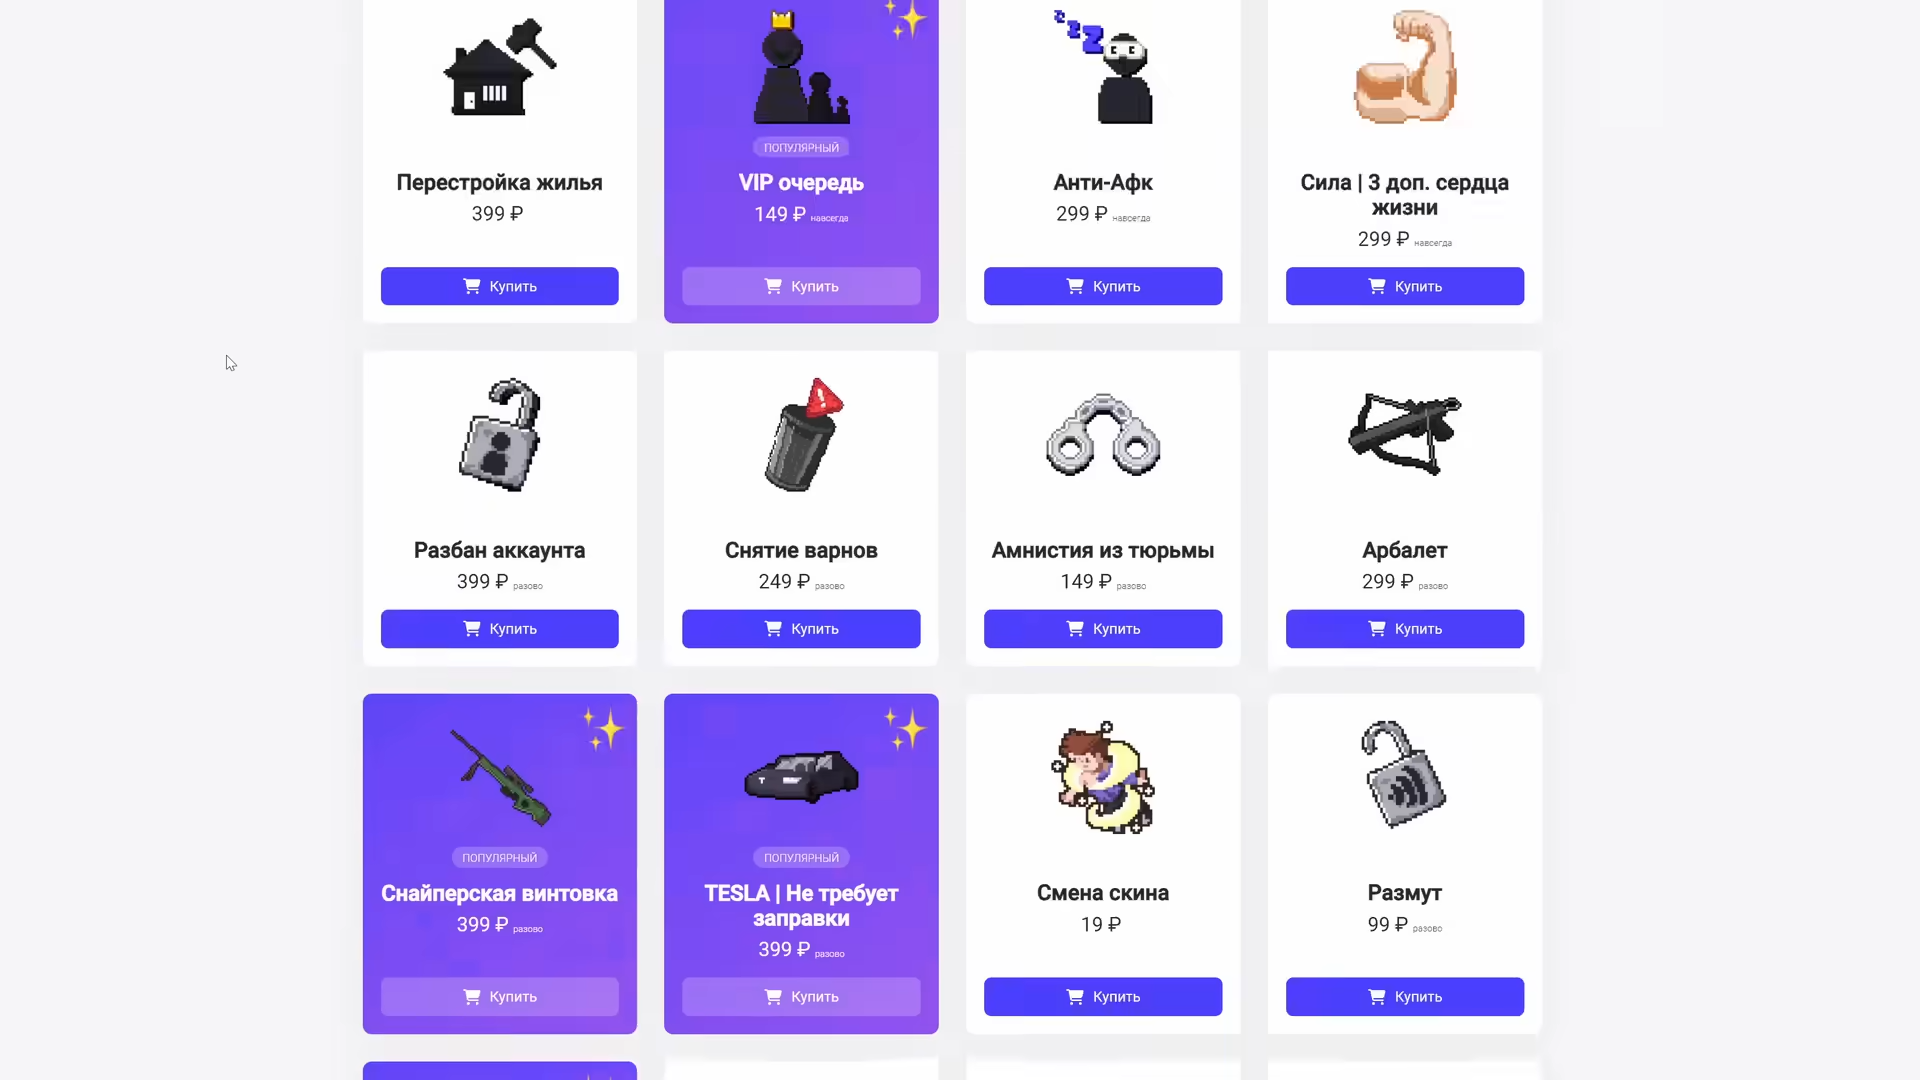 Перестройка жилья
399 ₽
Купить
ПОПУЛЯРНЫЙ
VIP очередь
149 ₽ навсегда
Купить
Анти-Афк
299 ₽ навсегда
Купить
Сила | 3 доп. сердца
жизни
299 ₽ навсегда
Купить
Разбан аккаунта
399 ₽ разово
Купить
Снятие варнов
249 ₽ разово
Купить
Амнистия из тюрьмы
149 ₽ разово
Купить
Арбалет
299 ₽ разово
Купить
ПОПУЛЯРНЫЙ
Снайперская винтовка
399 ₽ разово
Купить
ПОПУЛЯРНЫЙ
TESLA | Не требует
заправки
399 ₽ разово
Купить
Смена скина
19 ₽
Купить
Размут
99 ₽ разово
Купить